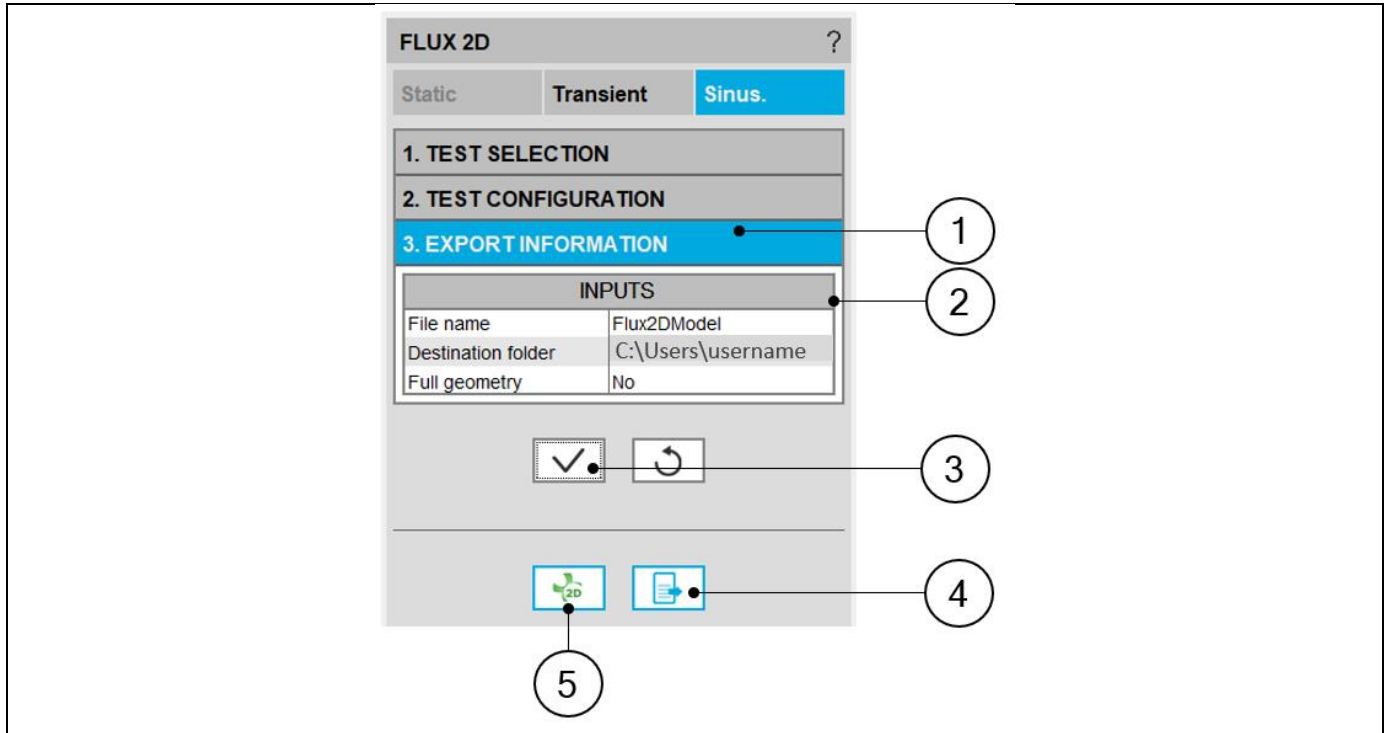 FLUX 2D ?
Static Transient Sinus.
1. TEST SELECTION
2. TEST CONFIGURATION
1
3. EXPORT INFORMATION
INPUTS
2
File name Flux2DModel
Destination folder C:\Users\username
Full geometry No
3
2D
4
5